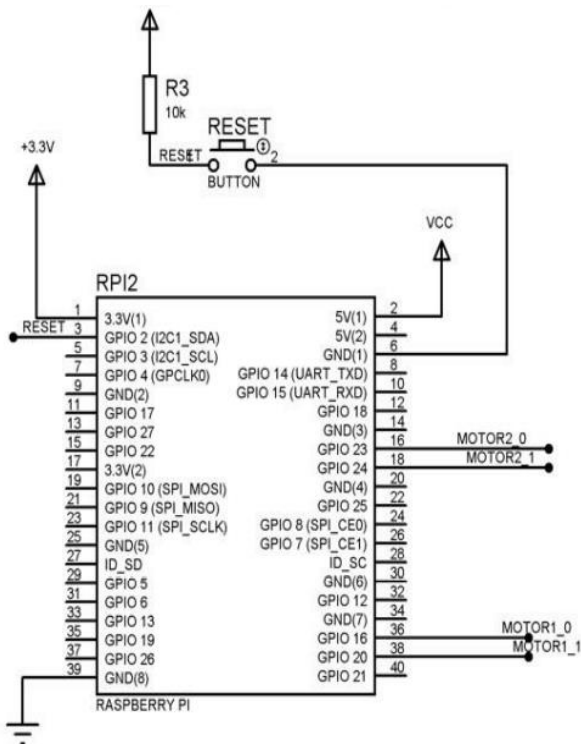 R3
10k
RESET
+3.3V
RESET
1
2
BUTTON
VCC
RPI2
1 3.3V(1) 5V(1) 2
RESET 3 GPIO 2 (I2C1_SDA) 5V(2) 4
5 GPIO 3 (I2C1_SCL) GND(1) 6
7 GPIO 4 (GPCLK0) GPIO 14 (UART_TXD) 8
9 GND(2) GPIO 15 (UART_RXD) 10
11 GPIO 17 GPIO 18 12
13 GPIO 27 GND(3) 14
15 GPIO 22 GPIO 23 16 MOTOR2_0
17 3.3V(2) GPIO 24 18 MOTOR2_1
19 GPIO 10 (SPI_MOSI) GND(4) 20
21 GPIO 9 (SPI_MISO) GPIO 25 22
23 GPIO 11 (SPI_SCLK) GPIO 8 (SPI_CE0) 24
25 GND(5) GPIO 7 (SPI_CE1) 26
27 ID_SD ID_SC 28
29 GPIO 5 GND(6) 30
31 GPIO 6 GPIO 12 32
33 GPIO 13 GND(7) 34
35 GPIO 19 GPIO 16 36 MOTOR1_0
37 GPIO 26 GPIO 20 38 MOTOR1_1
39 GND(8) GPIO 21 40
RASPBERRY PI